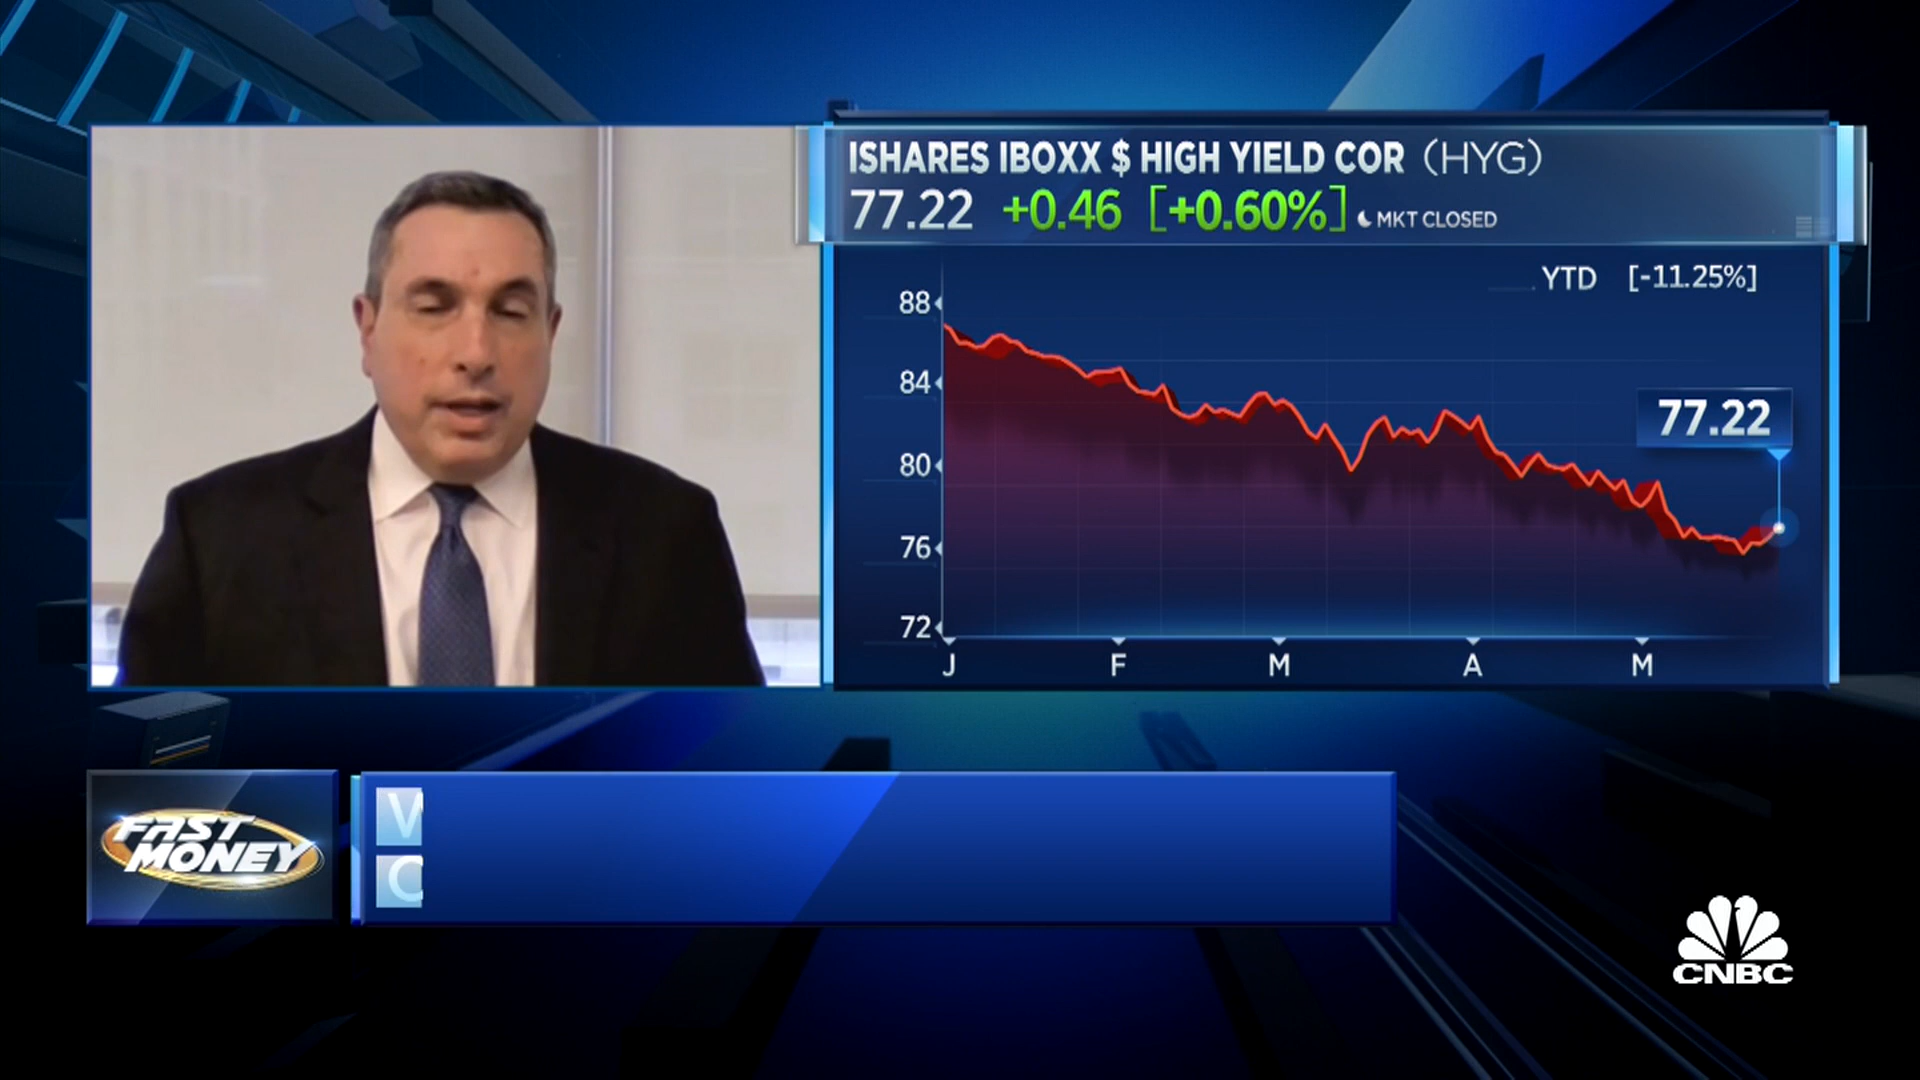 ISHARES IBOXX $ HIGH YIELD COR (HYG)
77.22 +0.46 [+0.60%] MKT CLOSED
YTD [-11.25%]
88
84
80
76
72
77.22
J F M A M
FAST
MONEY
V
C
CNBC